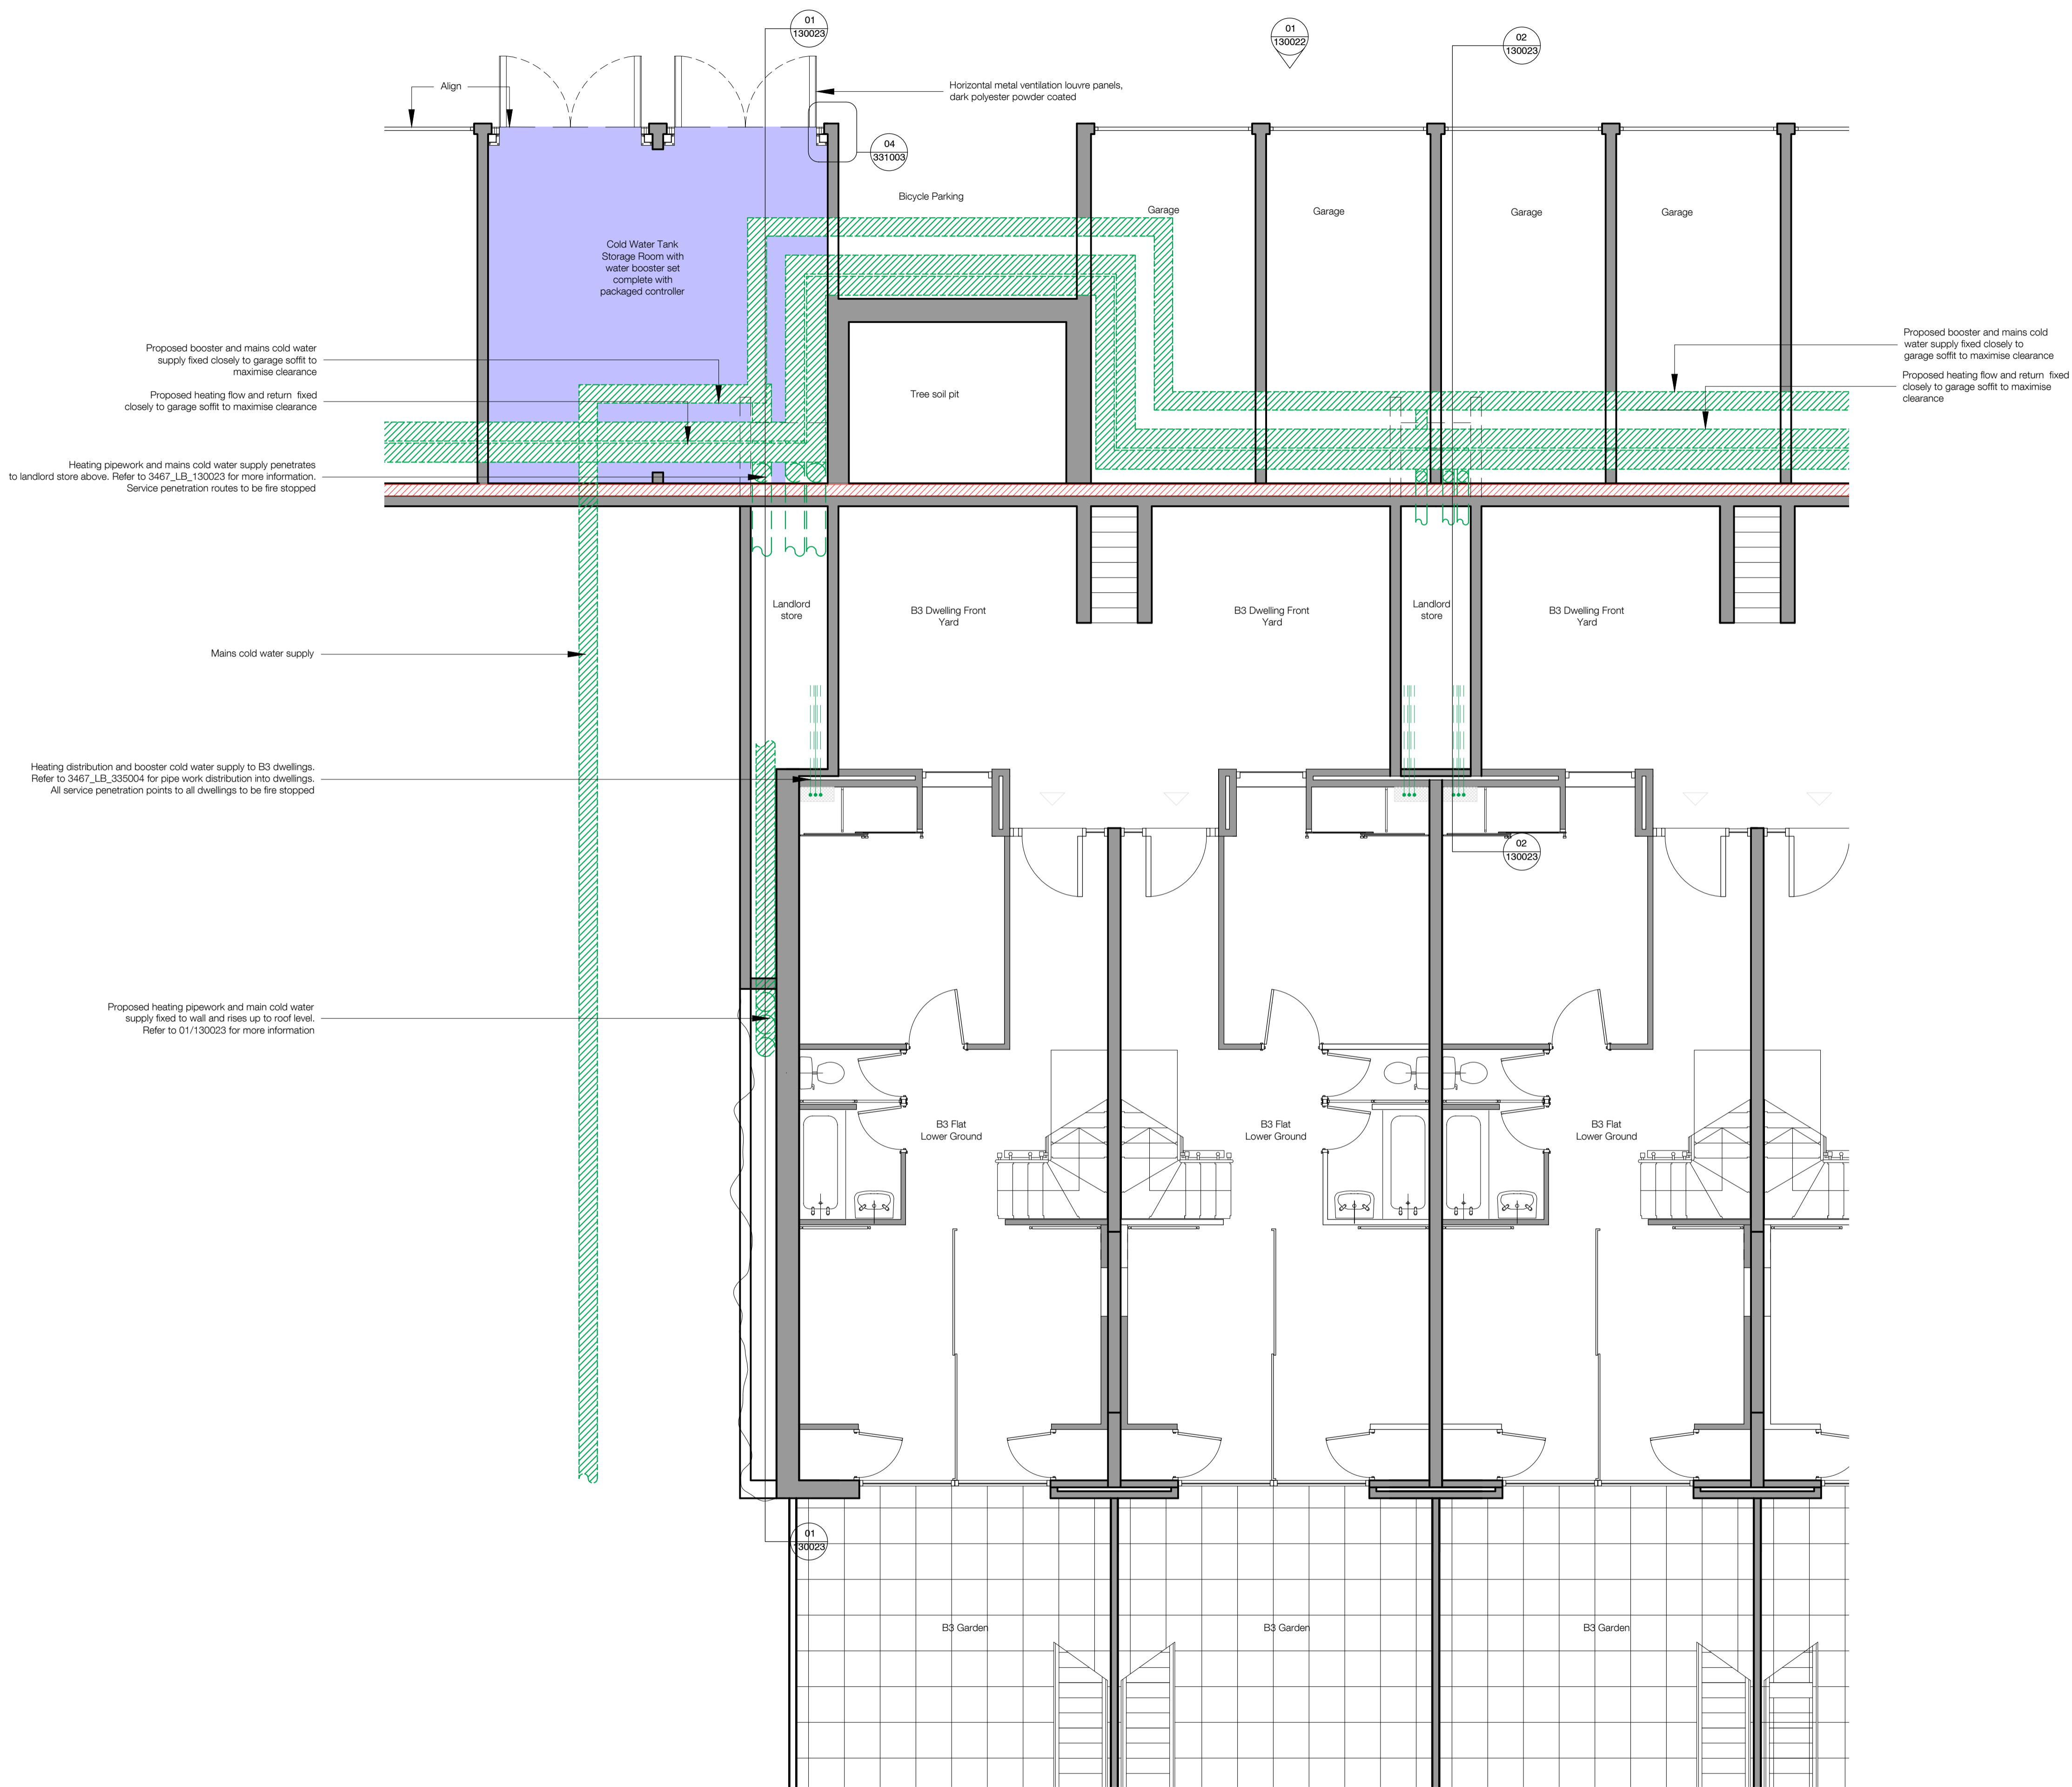 01
130023
01
130022
02
130023
Align
Horizontal metal ventilation louvre panels,
dark polyester powder coated
04
331003
Bicycle Parking
Garage
Garage
Garage
Garage
Cold Water Tank
Storage Room with
water booster set
complete with
packaged controller
Proposed booster and mains cold water
supply fixed closely to garage soffit to
maximise clearance
Proposed heating flow and return fixed
closely to garage soffit to maximise clearance
Tree soil pit
Proposed booster and mains cold
water supply fixed closely to
garage soffit to maximise clearance
Proposed heating flow and return fixed
closely to garage soffit to maximise
clearance
Heating pipework and mains cold water supply penetrates
to landlord store above. Refer to 3467_LB_130023 for more information.
Service penetration routes to be fire stopped
Landlord
store
B3 Dwelling Front
Yard
B3 Dwelling Front
Yard
Landlord
store
B3 Dwelling Front
Yard
Mains cold water supply
Heating distribution and booster cold water supply to B3 dwellings.
Refer to 3467_LB_335004 for pipe work distribution into dwellings.
All service penetration points to all dwellings to be fire stopped
02
130023
Proposed heating pipework and main cold water
supply fixed to wall and rises up to roof level.
Refer to 01/130023 for more information
B3 Flat
Lower Ground
B3 Flat
Lower Ground
B3 Flat
Lower Ground
01
130023
B3 Garden
B3 Garden
B3 Garden